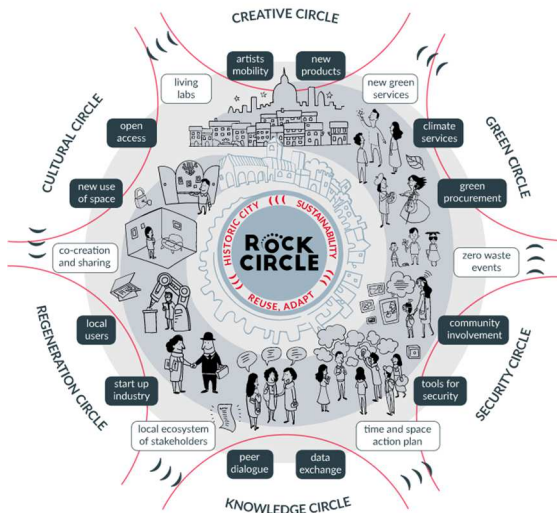 CREATIVE CIRCLE
artists
mobility
new
products
living
labs
new green
services
CULTURAL CIRCLE
open
access
climate
services
GREEN CIRCLE
new use
of space
green
procurement
HISTORIC CITY
SUSTAINABILITY
ROCK
CIRCLE
REUSE, ADAPT
co-creation
and sharing
zero waste
events
REGENERATION CIRCLE
local
users
community
involvement
SECURITY CIRCLE
start up
industry
tools for
security
local ecosystem
of stakeholders
time and space
action plan
peer
dialogue
data
exchange
KNOWLEDGE CIRCLE